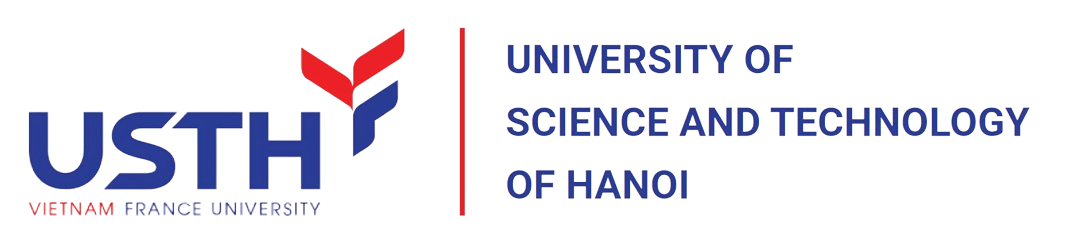 USTH
VIETNAM FRANCE UNIVERSITY
UNIVERSITY OF
SCIENCE AND TECHNOLOGY
OF HANOI